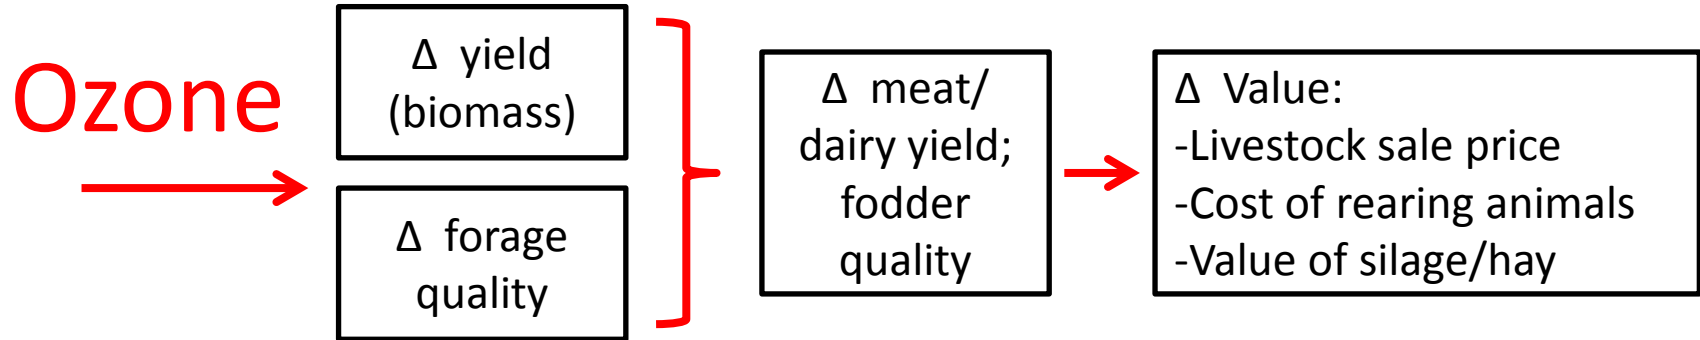 Ozone
Δ yield
(biomass)
Δ forage
quality
Δ meat/
dairy yield;
fodder
quality
Δ Value:
-Livestock sale price
-Cost of rearing animals
-Value of silage/hay